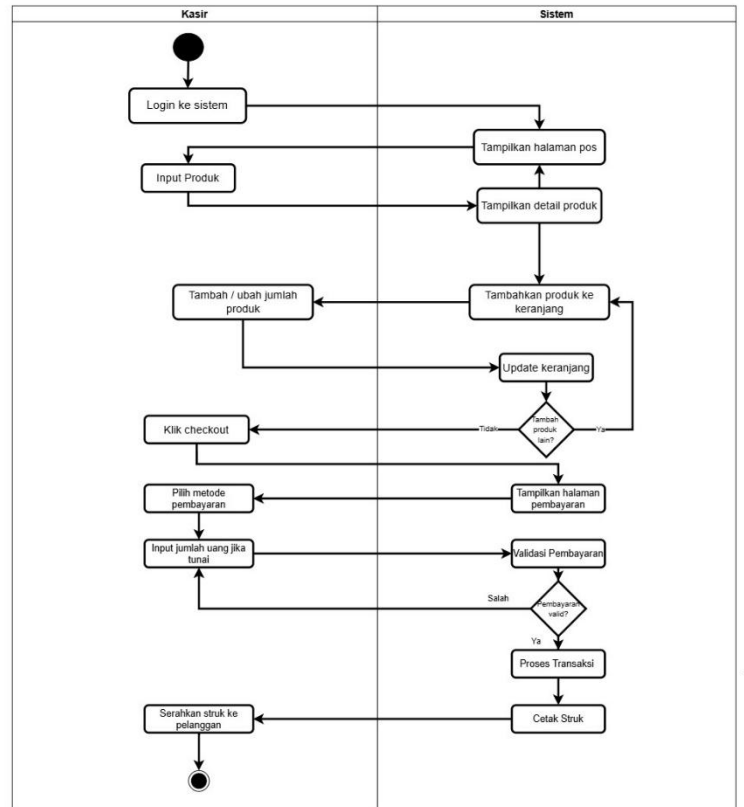 Kasir
Sistem
Login ke sistem
Tampilkan halaman pos
Input Produk
Tampilkan detail produk
Tambah / ubah jumlah
produk
Tambahkan produk ke
keranjang
Update keranjang
Klik checkout
Tidak
Tambah
produk
lain?
Ya
Pilih metode
pembayaran
Tampilkan halaman
pembayaran
Input jumlah uang jika
tunai
Validasi Pembayaran
Salah
Pembayaran
valid?
Ya
Proses Transaksi
Serahkan struk ke
pelanggan
Cetak Struk